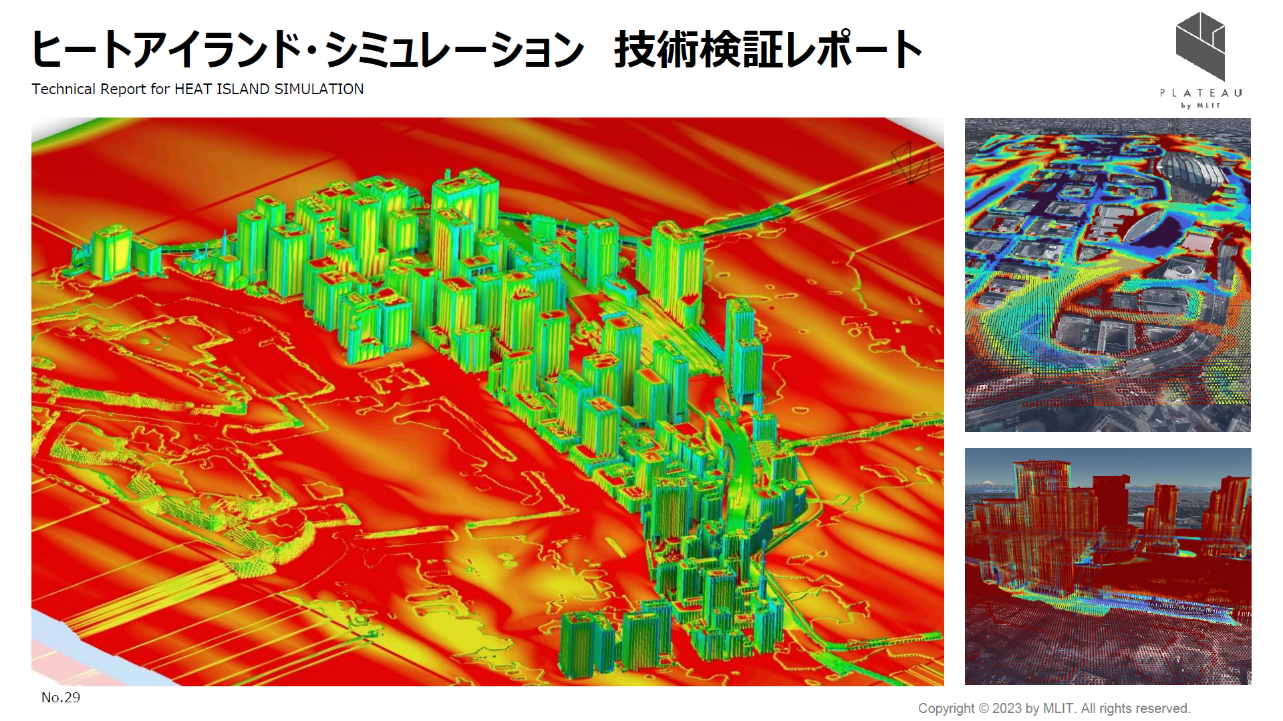 ヒートアイランド・シミュレーション　技術検証レポート
Technical Report for HEAT ISLAND SIMULATION
PLATEAU
by MLIT
No.29
Copyright © 2023 by MLIT. All rights reserved.